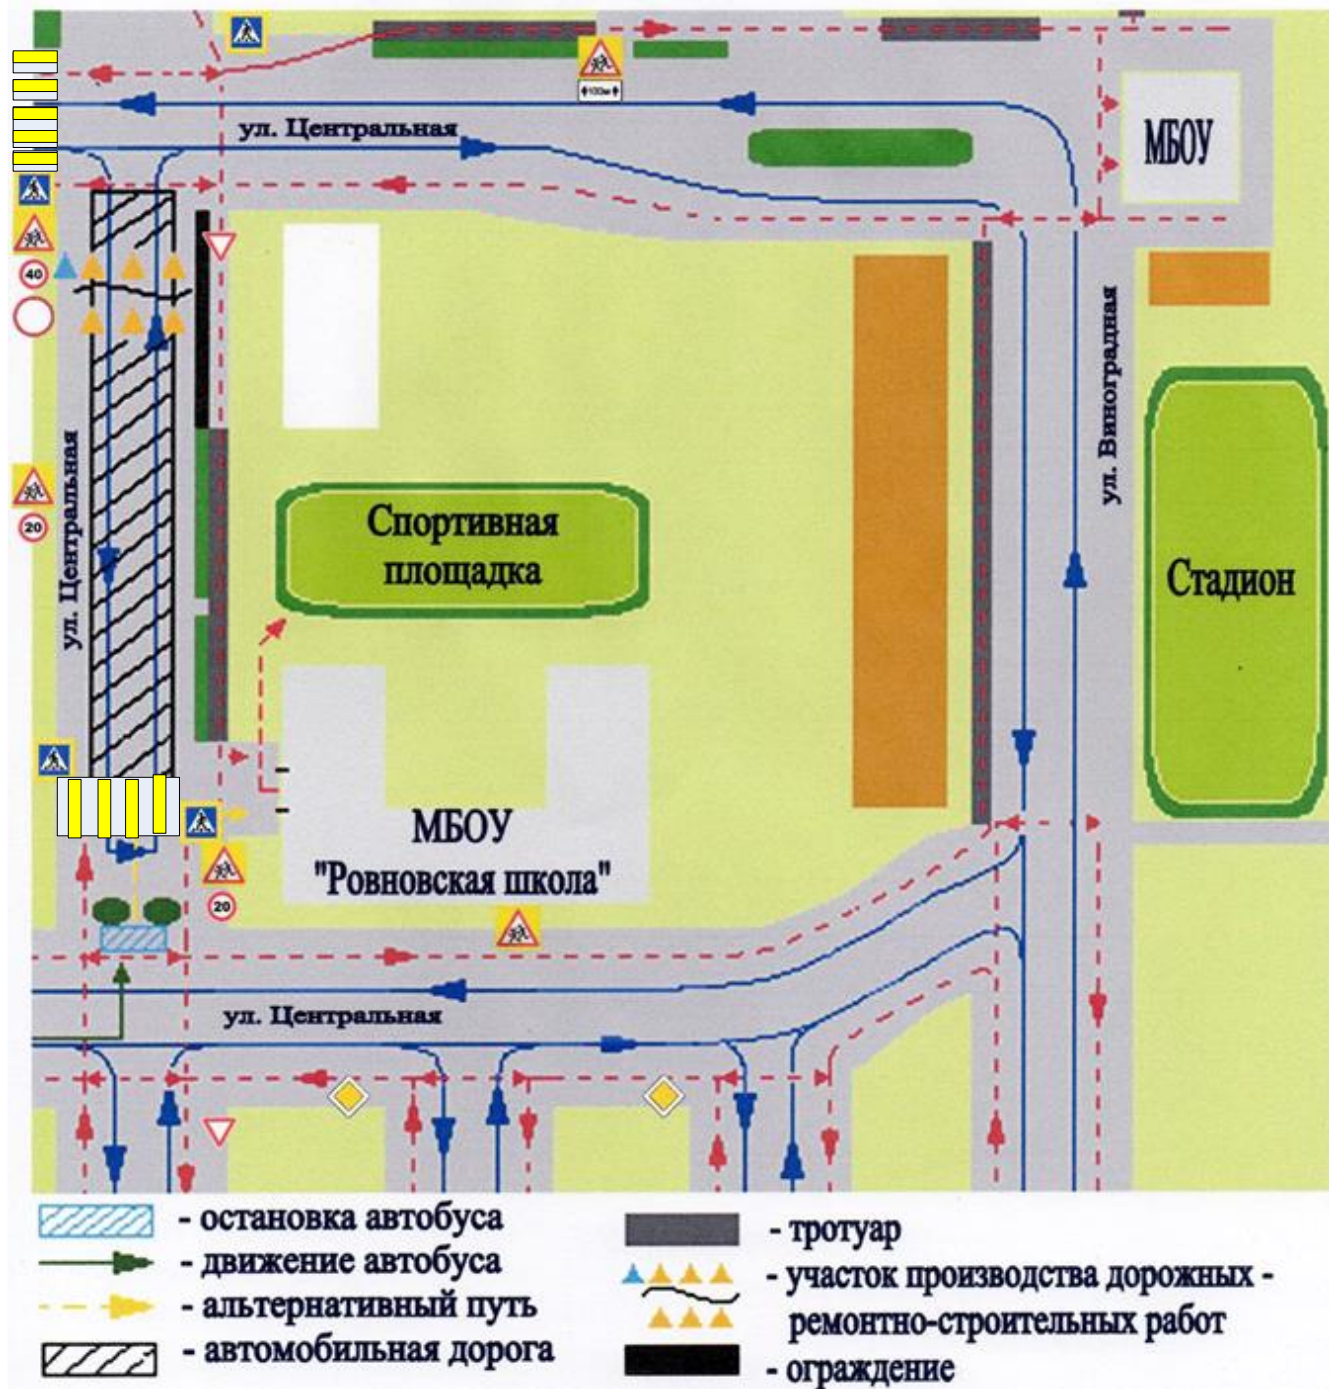 100м
ул. Центральная
МБОУ
40
ул. Виноградная
ул. Центральная
20
Спортивная
площадка
Стадион
МБОУ
"Ровновская школа"
20
ул. Центральная
- остановка автобуса
- движение автобуса
- альтернативный путь
- автомобильная дорога
- тротуар
- участок производства дорожных -
ремонтно-строительных работ
- ограждение